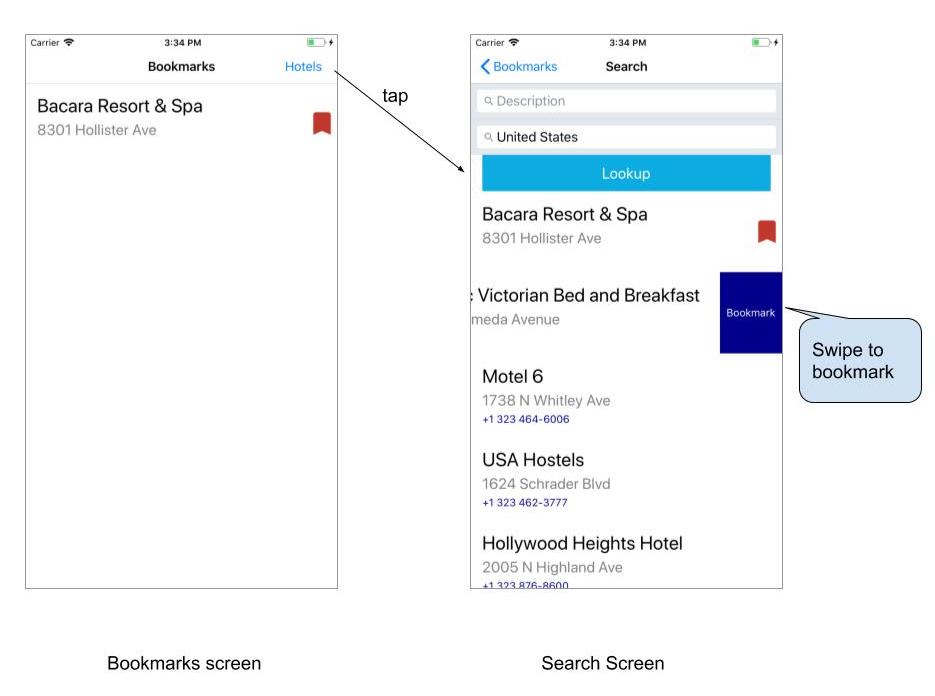 Carrier 3:34 PM
Bookmarks Hotels
Bacara Resort & Spa
8301 Hollister Ave
tap
Carrier 3:34 PM
Bookmarks Search
Description
United States
Lookup
Bacara Resort & Spa
8301 Hollister Ave
Victorian Bed and Breakfast
meda Avenue
Bookmark
Swipe to
bookmark
Motel 6
1738 N Whitley Ave
+1 323 464-6006
USA Hostels
1624 Schrader Blvd
+1 323 462-3777
Hollywood Heights Hotel
2005 N Highland Ave
+1 323 876-8600
Bookmarks screen
Search Screen